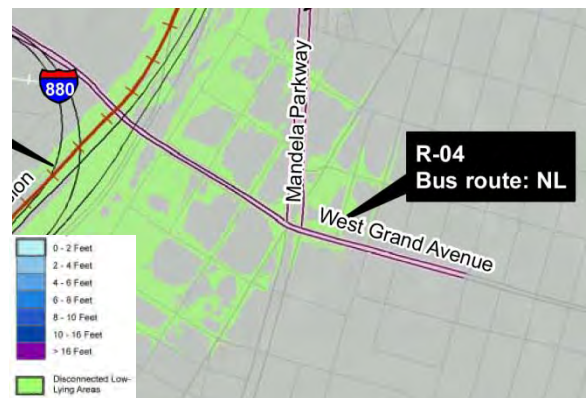 880
Mandela Parkway
R-04
Bus route: NL
West Grand Avenue
sion
0 - 2 Feet
2 - 4 Feet
4 - 6 Feet
6 - 8 Feet
8 - 10 Feet
10 - 16 Feet
> 16 Feet
Disconnected Low-
Lying Areas